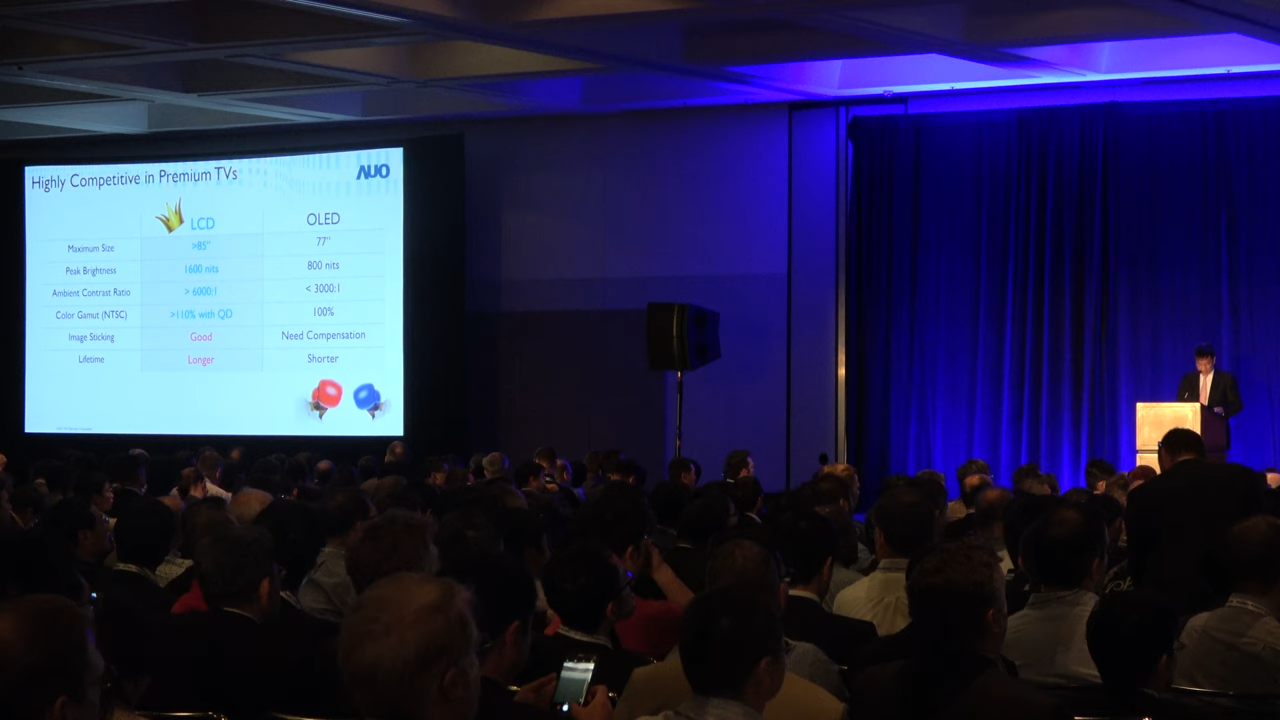 Highly Competitive in Premium TVs
AUO
LCD OLED
Maximum Size >85" 77"
Peak Brightness 1600 nits 800 nits
Ambient Contrast Ratio > 6000:1 < 3000:1
Color Gamut (NTSC) >110% with QD 100%
Image Sticking Good Need Compensation
Lifetime Longer Shorter